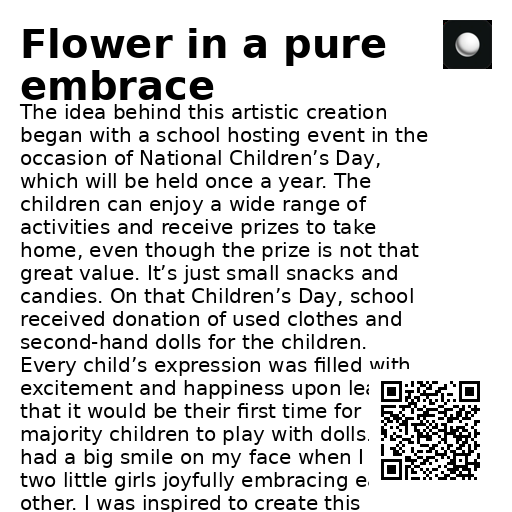 Flower in a pure
embrace
The idea behind this artistic creation
began with a school hosting event in the
occasion of National Children’s Day,
which will be held once a year. The
children can enjoy a wide range of
activities and receive prizes to take
home, even though the prize is not that
great value. It’s just small snacks and
candies. On that Children’s Day, school
received donation of used clothes and
second-hand dolls for the children.
Every child’s expression was filled with
excitement and happiness upon
that it would be their first time for
majority children to play with dolls.
had a big smile on my face when I
two little girls joyfully embracing
other. I was inspired to create this